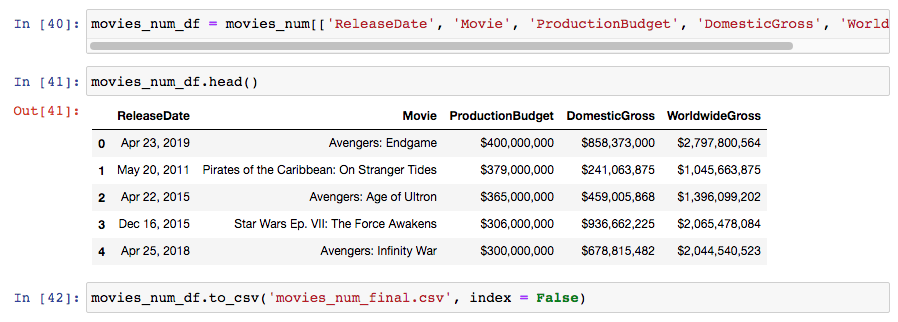 In [40]: movies_num_df = movies_num[['ReleaseDate', 'Movie', 'ProductionBudget', 'DomesticGross', 'World
In [41]: movies_num_df.head()
Out[41]:
ReleaseDate Movie ProductionBudget DomesticGross WorldwideGross
0 Apr 23, 2019 Avengers: Endgame $400,000,000 $858,373,000 $2,797,800,564
1 May 20, 2011 Pirates of the Caribbean: On Stranger Tides $379,000,000 $241,063,875 $1,045,663,875
2 Apr 22, 2015 Avengers: Age of Ultron $365,000,000 $459,005,868 $1,396,099,202
3 Dec 16, 2015 Star Wars Ep. VII: The Force Awakens $306,000,000 $936,662,225 $2,065,478,084
4 Apr 25, 2018 Avengers: Infinity War $300,000,000 $678,815,482 $2,044,540,523
In [42]: movies_num_df.to_csv('movies_num_final.csv', index = False)